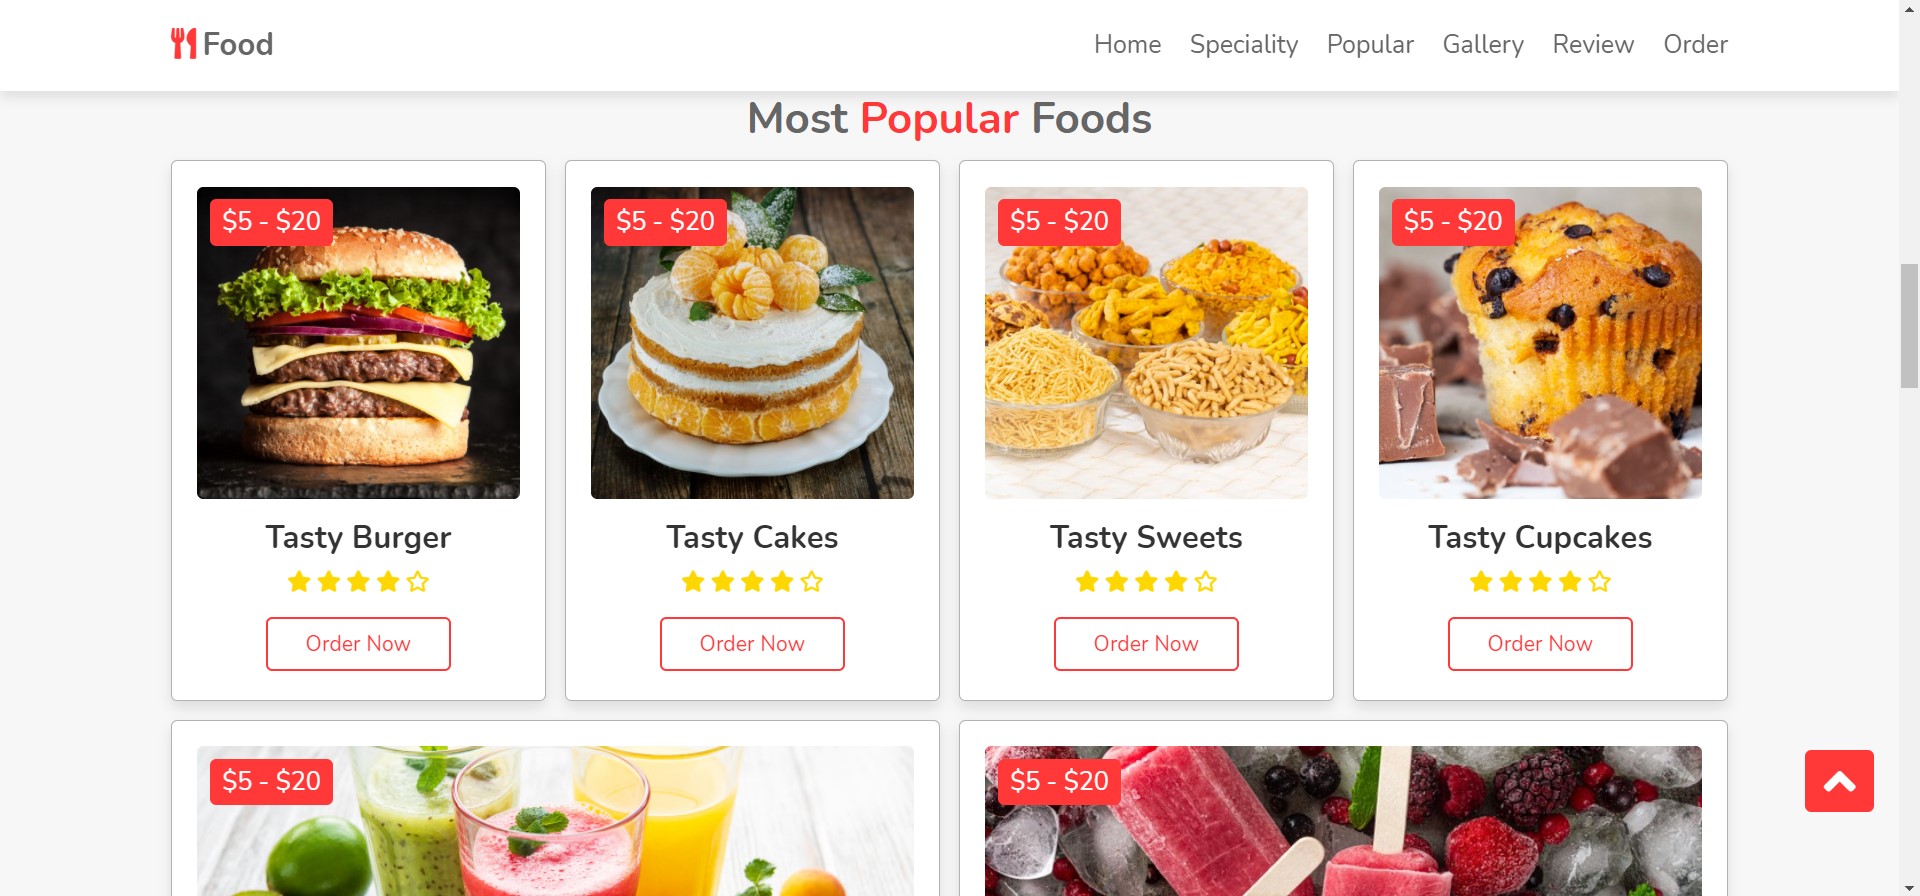 Food
Home Speciality Popular Gallery Review Order
Most Popular Foods
$5 - $20
$5 - $20
$5 - $20
$5 - $20
Tasty Burger
Tasty Cakes
Tasty Sweets
Tasty Cupcakes
Order Now
Order Now
Order Now
Order Now
$5 - $20
$5 - $20